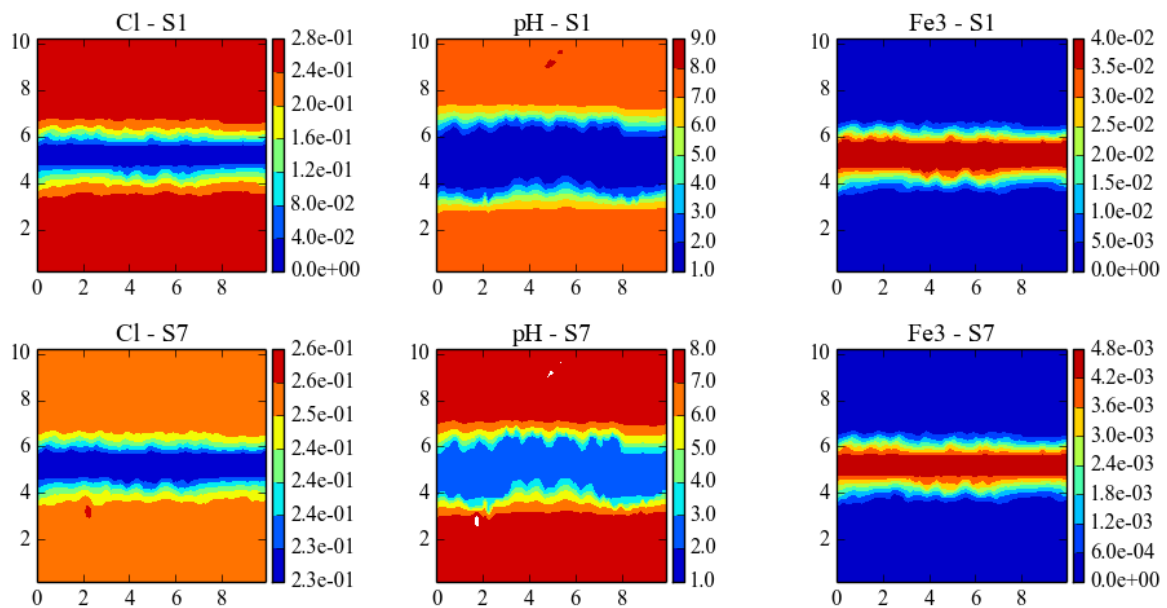 Cl - S1
10
8
6
4
2
0 2 4 6 8
2.8e-01
2.4e-01
2.0e-01
1.6e-01
1.2e-01
8.0e-02
4.0e-02
0.0e+00
pH - S1
10
8
6
4
2
0 2 4 6 8
9.0
8.0
7.0
6.0
5.0
4.0
3.0
2.0
1.0
Fe3 - S1
10
8
6
4
2
0 2 4 6 8
4.0e-02
3.5e-02
3.0e-02
2.5e-02
2.0e-02
1.5e-02
1.0e-02
5.0e-03
0.0e+00
Cl - S7
10
8
6
4
2
0 2 4 6 8
2.6e-01
2.6e-01
2.5e-01
2.4e-01
2.4e-01
2.4e-01
2.3e-01
2.3e-01
pH - S7
10
8
6
4
2
0 2 4 6 8
8.0
7.0
6.0
5.0
4.0
3.0
2.0
1.0
Fe3 - S7
10
8
6
4
2
0 2 4 6 8
4.8e-03
4.2e-03
3.6e-03
3.0e-03
2.4e-03
1.8e-03
1.2e-03
6.0e-04
0.0e+00